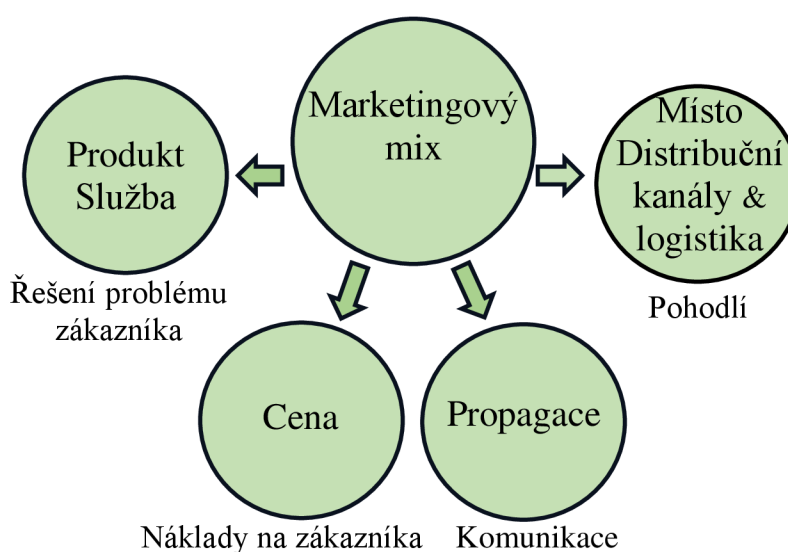 Marketingový
mix
Produkt
Služba
Řešení problému
zákazníka
Místo
Distribuční
kanály &
logistika
Pohodlí
Cena
Náklady na zákazníka
Propagace
Komunikace